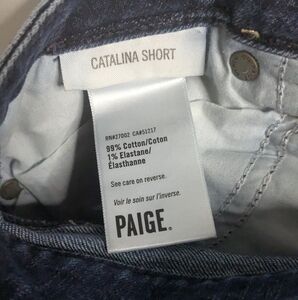 CATALINA SHORT
RN#27002 CA#51217
99% Cotton/Coton
1% Elastane/
Élasthanne
See care on reverse.
Voir le soin sur l'inverse.
PAIGE.